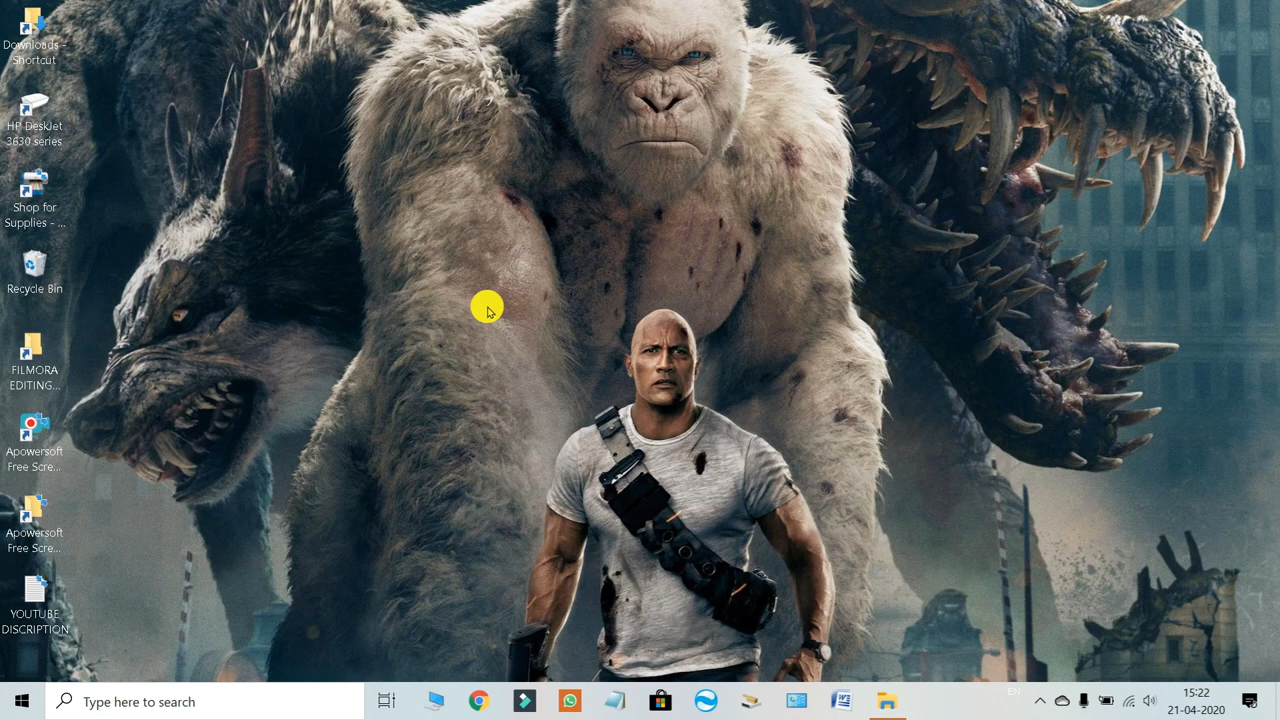 Downloads -
Shortcut
HP DeskJet
3630 series
Shop for
Supplies - ...
Recycle Bin
FILMORA
EDITING...
Apowersoft
Free Scre...
Apowersoft
Free Scre...
YOUTUBE
DISCRIPTION
Type here to search
EN
15:22
21-04-2020